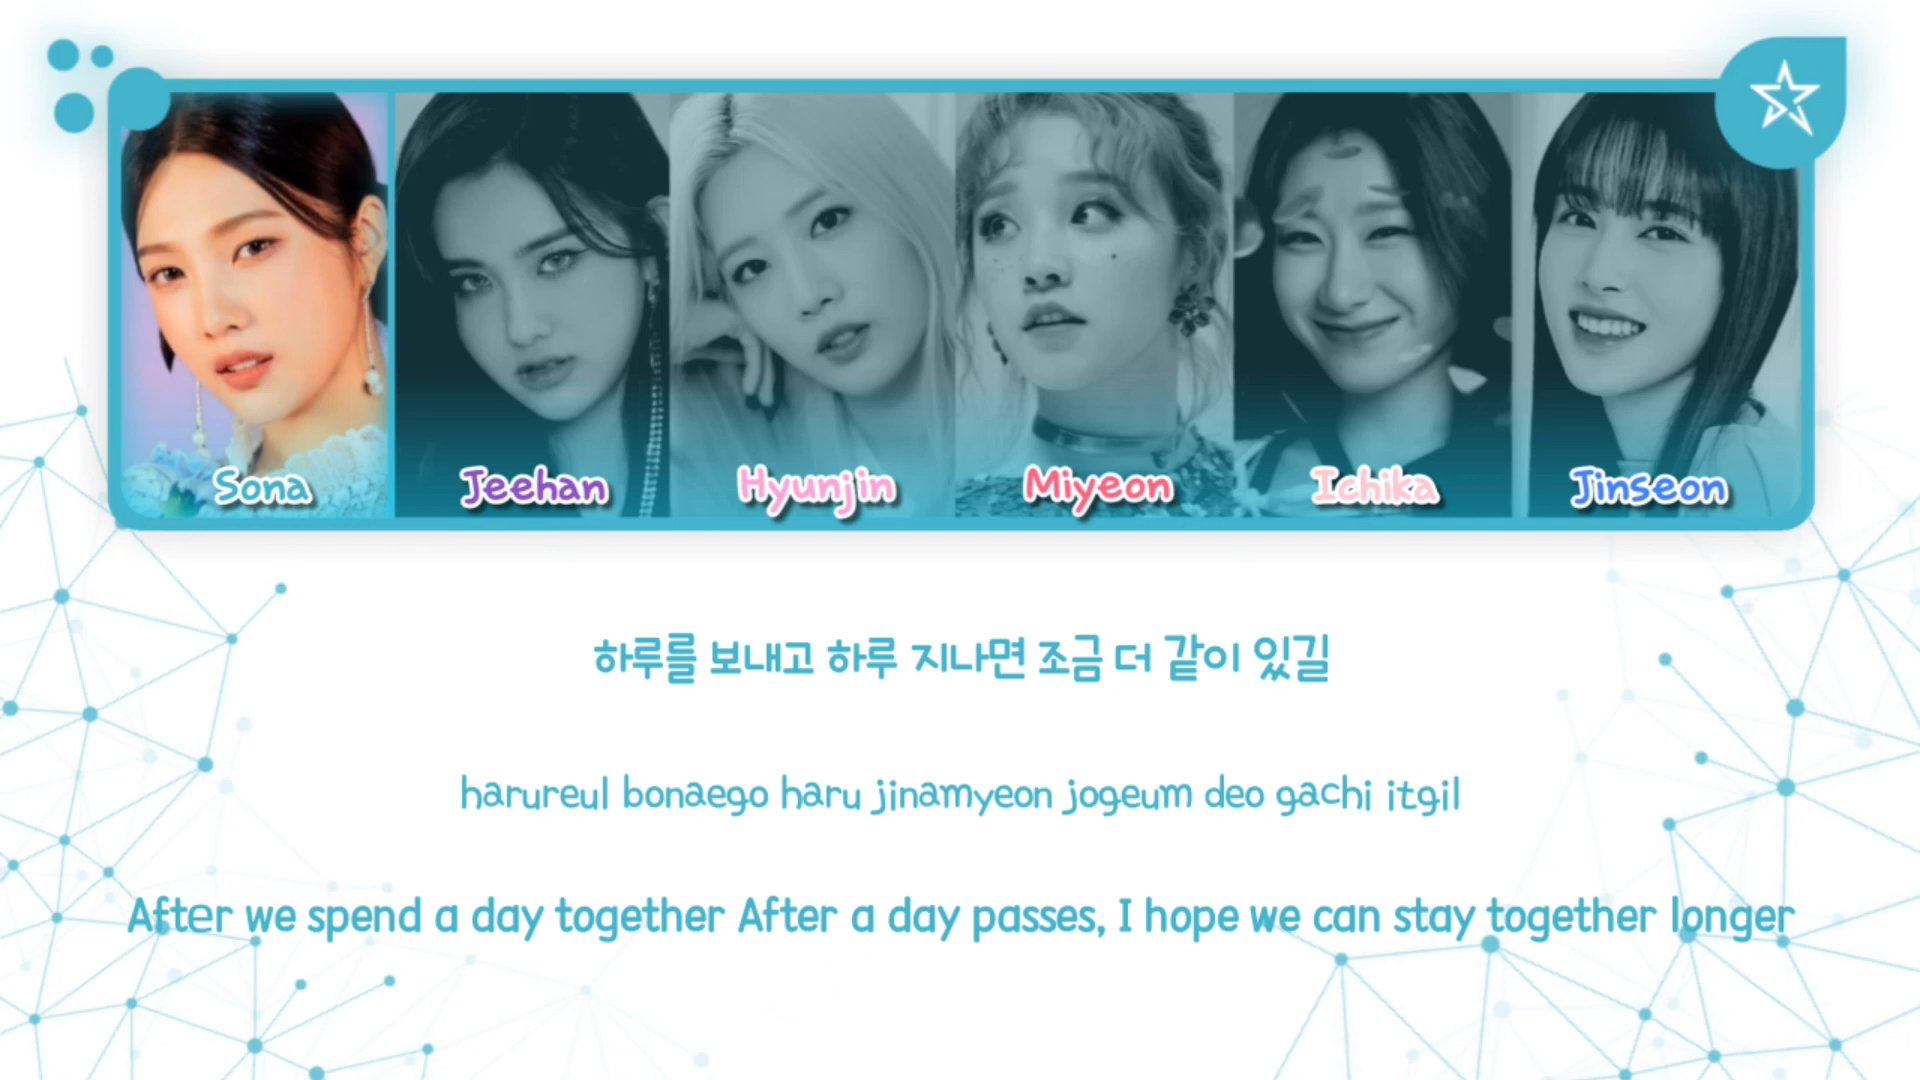 Sona Jeehan Hyunjin Miyeon Ichika Jinseon
하루를 보내고 하루 지나면 조금 더 같이 있길
harureul bonaego haru jinamyeon jogeum deo gachi itgil
After we spend a day together After a day passes, I hope we can stay together longer